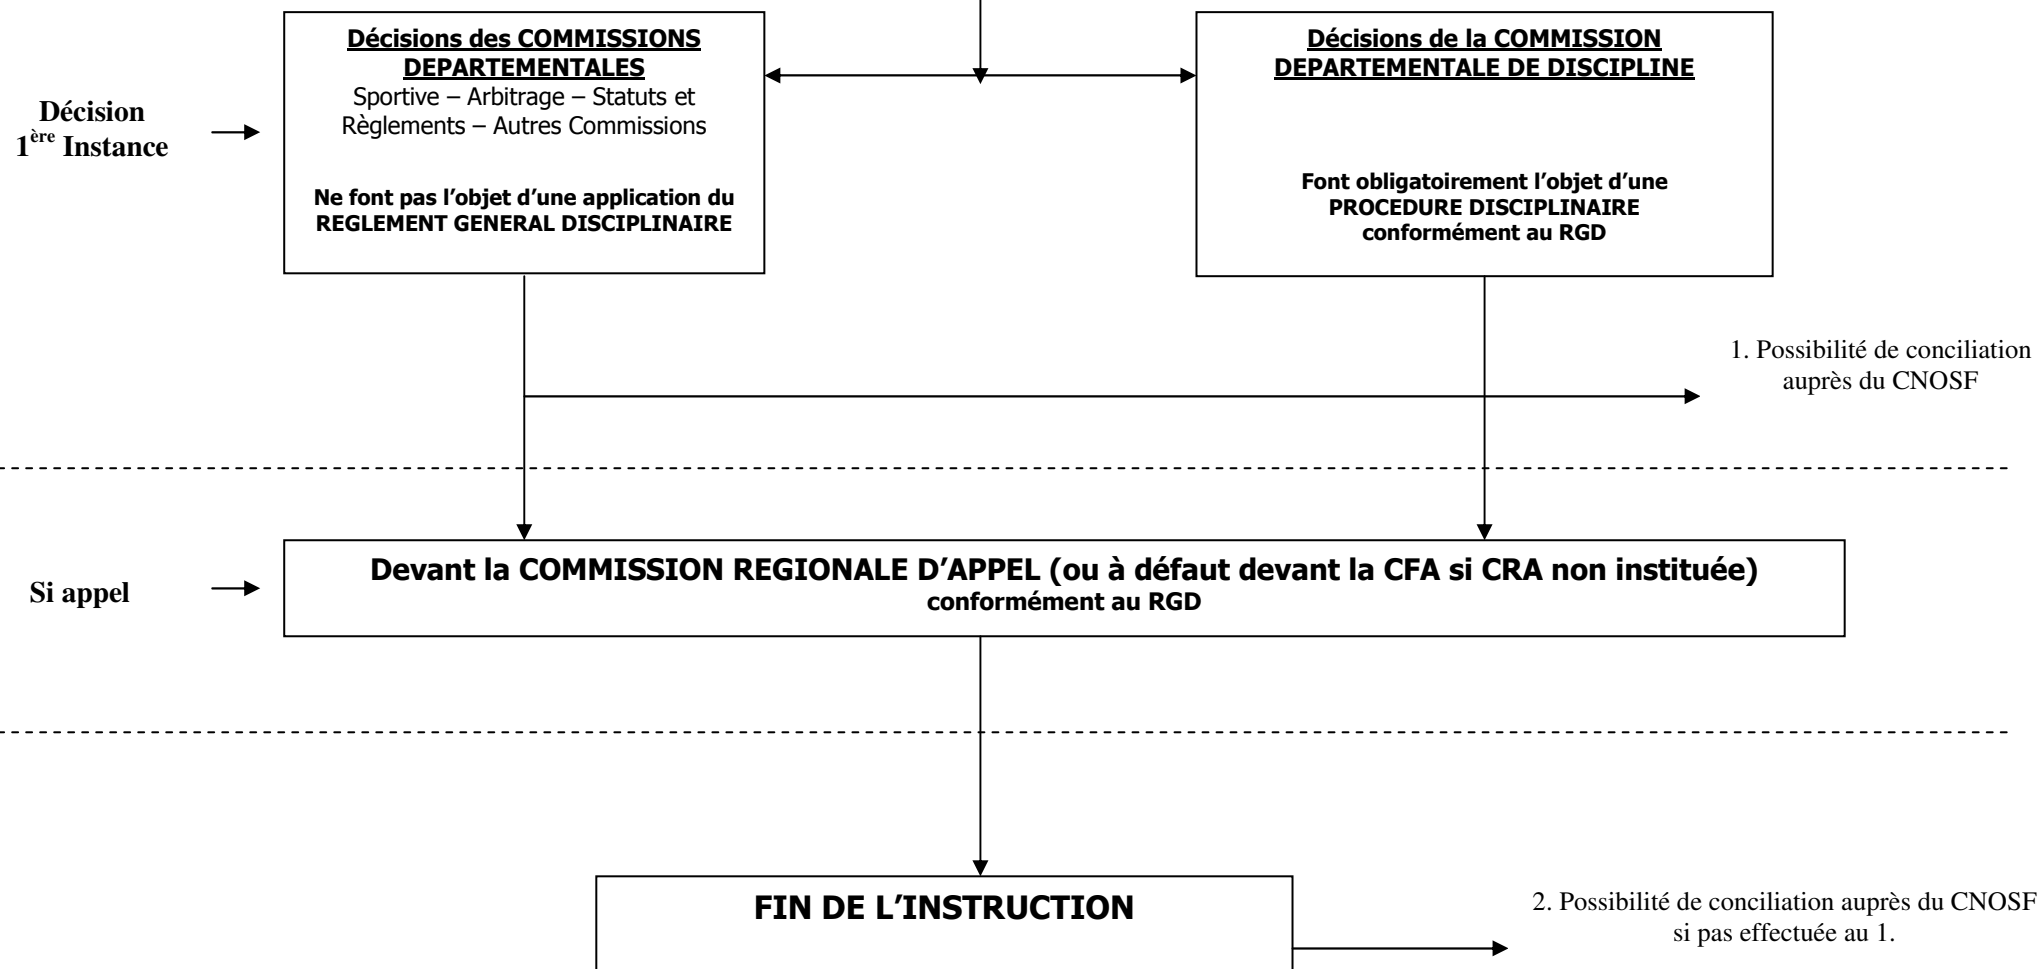 Décision
1ère Instance
Décisions des COMMISSIONS
DEPARTEMENTALES
Sportive – Arbitrage – Statuts et
Règlements – Autres Commissions
Ne font pas l’objet d’une application du
REGLEMENT GENERAL DISCIPLINAIRE
Décisions de la COMMISSION
DEPARTEMENTALE DE DISCIPLINE
Font obligatoirement l’objet d’une
PROCEDURE DISCIPLINAIRE
conformément au RGD
1. Possibilité de conciliation
auprès du CNOSF
Si appel
Devant la COMMISSION REGIONALE D’APPEL (ou à défaut devant la CFA si CRA non instituée)
conformément au RGD
FIN DE L’INSTRUCTION
2. Possibilité de conciliation auprès du CNOSF
si pas effectuée au 1.